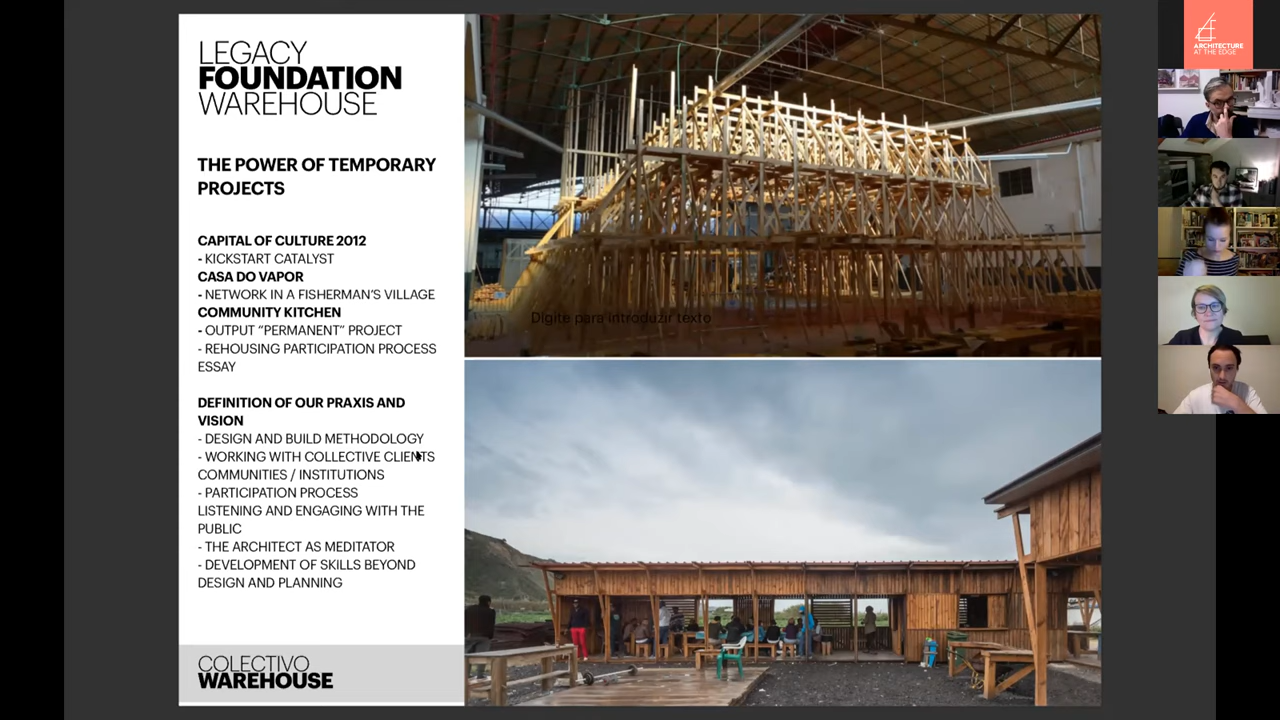 LEGACY
FOUNDATION
WAREHOUSE
THE POWER OF TEMPORARY
PROJECTS
CAPITAL OF CULTURE 2012
- KICKSTART CATALYST
CASA DO VAPOR
- NETWORK IN A FISHERMAN'S VILLAGE
COMMUNITY KITCHEN
- OUTPUT “PERMANENT” PROJECT
- REHOUSING PARTICIPATION PROCESS
ESSAY
DEFINITION OF OUR PRAXIS AND
VISION
- DESIGN AND BUILD METHODOLOGY
- WORKING WITH COLLECTIVE CLIENTS
COMMUNITIES / INSTITUTIONS
- PARTICIPATION PROCESS
LISTENING AND ENGAGING WITH THE
PUBLIC
- THE ARCHITECT AS MEDITATOR
- DEVELOPMENT OF SKILLS BEYOND
DESIGN AND PLANNING
COLECTIVO
WAREHOUSE
Digite para introduzir texto
ARCHITECTURE
AT THE EDGE